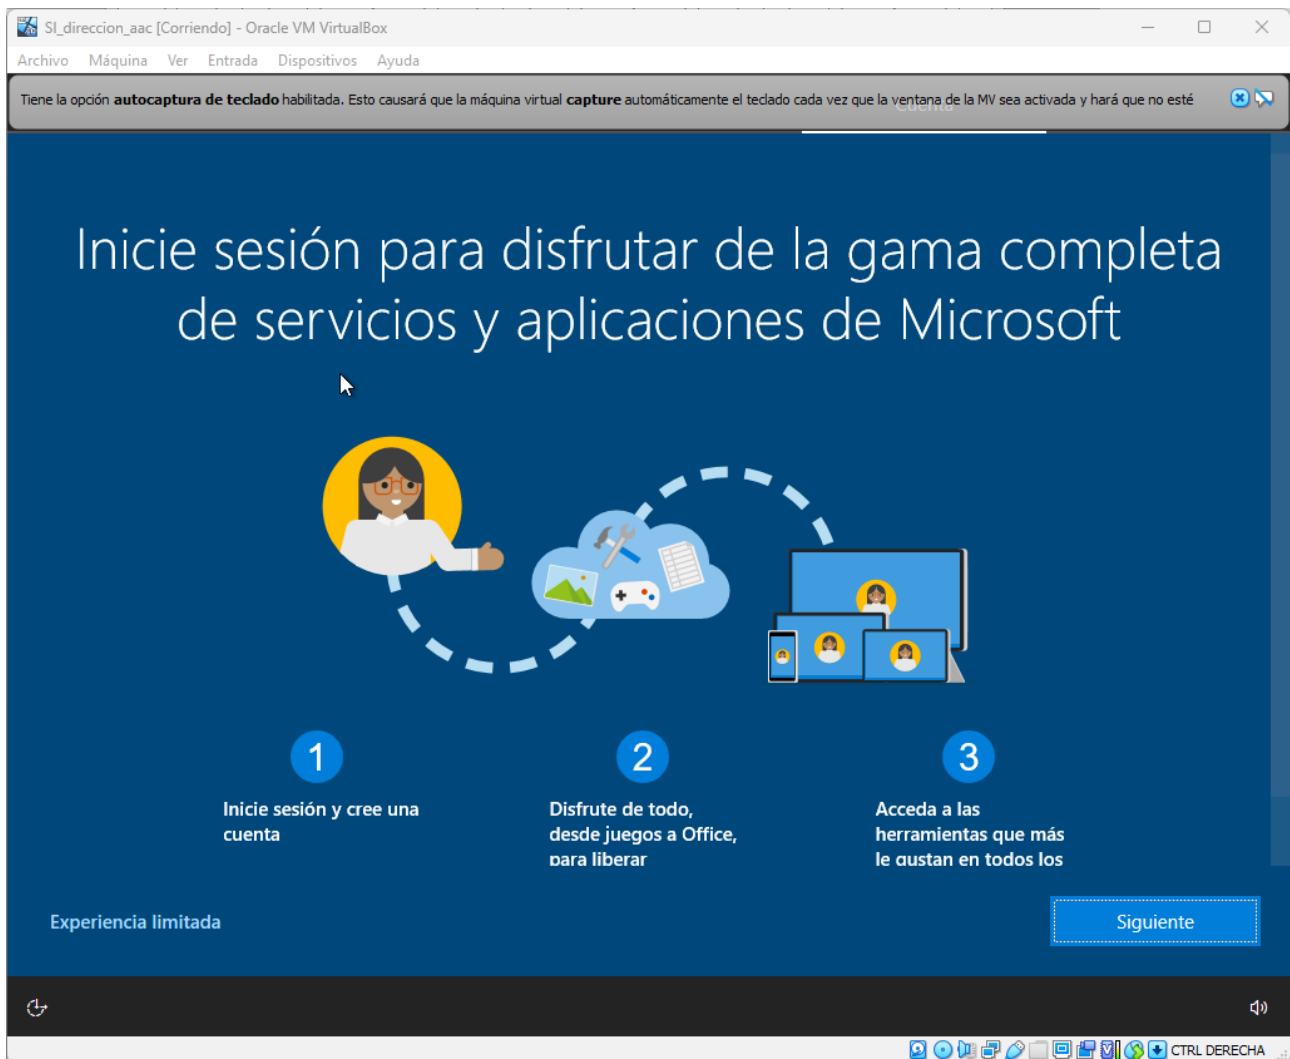 SI_direccion_aac [Corriendo] - Oracle VM VirtualBox
Archivo Máquina Ver Entrada Dispositivos Ayuda
Tiene la opción autocaptura de teclado habilitada. Esto causará que la máquina virtual capture automáticamente el teclado cada vez que la ventana de la MV sea activada y hará que no esté
Cuenta
Inicie sesión para disfrutar de la gama completa
de servicios y aplicaciones de Microsoft
1
Inicie sesión y cree una
cuenta
2
Disfrute de todo,
desde juegos a Office,
para liberar
3
Acceda a las
herramientas que más
le gustan en todos los
Experiencia limitada
Siguiente
CTRL DERECHA